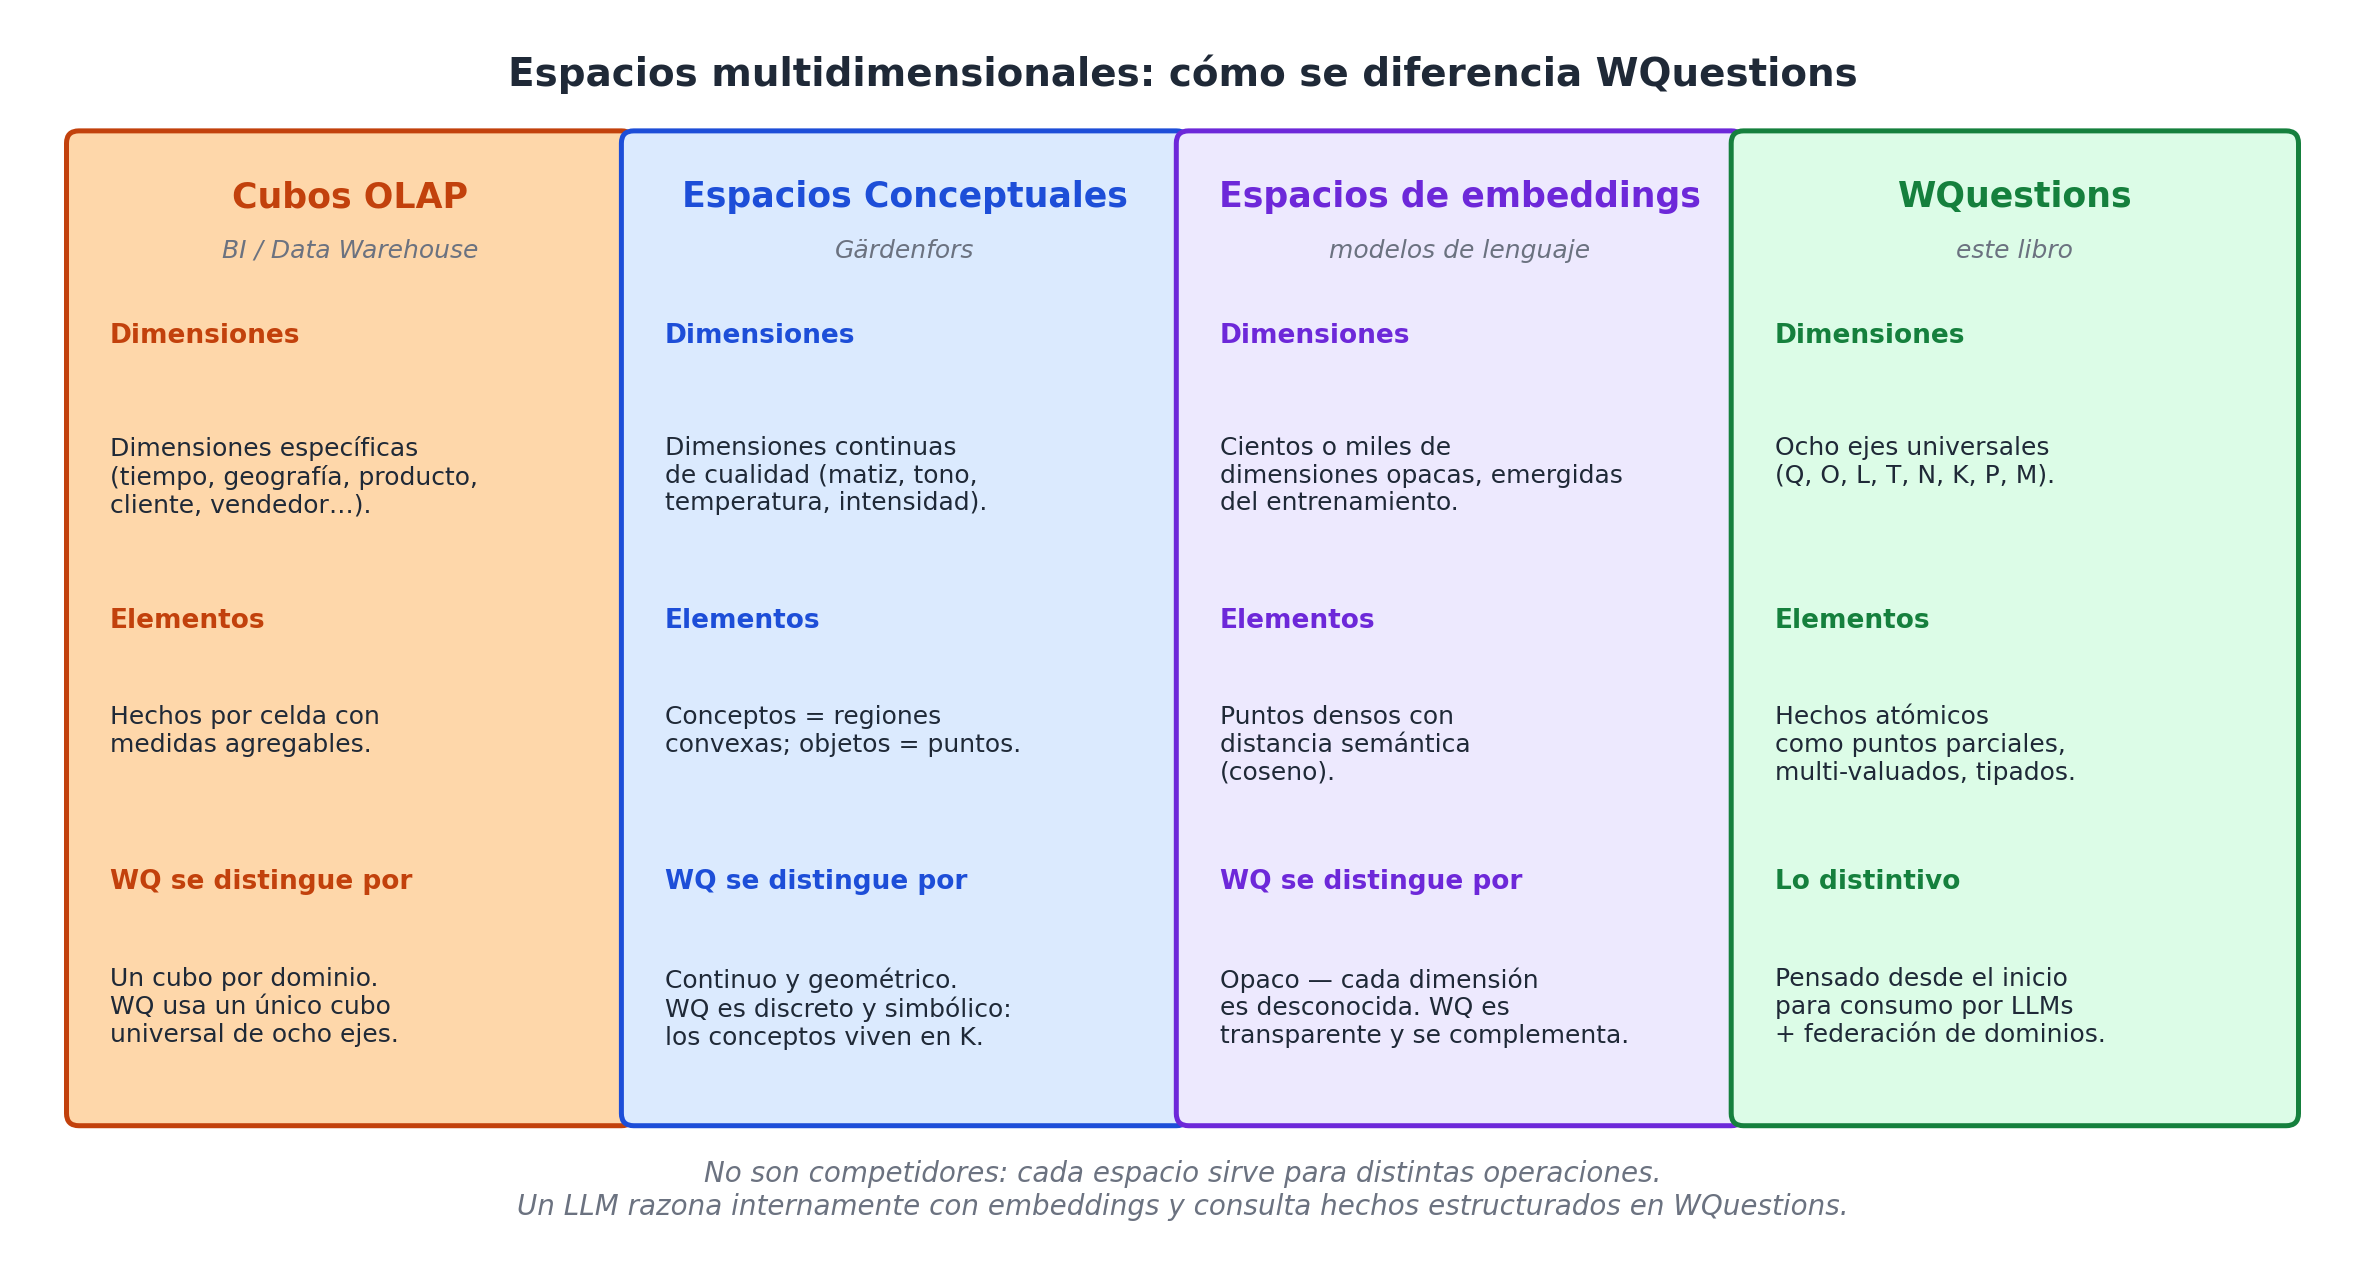 Espacios multidimensionales: cómo se diferencia WQuestions
Cubos OLAP
BI / Data Warehouse
Dimensiones
Dimensiones específicas
(tiempo, geografía, producto,
cliente, vendedor…).
Elementos
Hechos por celda con
medidas agregables.
WQ se distingue por
Un cubo por dominio.
WQ usa un único cubo
universal de ocho ejes.
Espacios Conceptuales
Gärdenfors
Dimensiones
Dimensiones continuas
de cualidad (matiz, tono,
temperatura, intensidad).
Elementos
Conceptos = regiones
convexas; objetos = puntos.
WQ se distingue por
Continuo y geométrico.
WQ es discreto y simbólico:
los conceptos viven en K.
Espacios de embeddings
modelos de lenguaje
Dimensiones
Cientos o miles de
dimensiones opacas, emergidas
del entrenamiento.
Elementos
Puntos densos con
distancia semántica
(coseno).
WQ se distingue por
Opaco — cada dimensión
es desconocida. WQ es
transparente y se complementa.
WQuestions
este libro
Dimensiones
Ocho ejes universales
(Q, O, L, T, N, K, P, M).
Elementos
Hechos atómicos
como puntos parciales,
multi-valuados, tipados.
Lo distintivo
Pensado desde el inicio
para consumo por LLMs
+ federación de dominios.
No son competidores: cada espacio sirve para distintas operaciones.
Un LLM razona internamente con embeddings y consulta hechos estructurados en WQuestions.